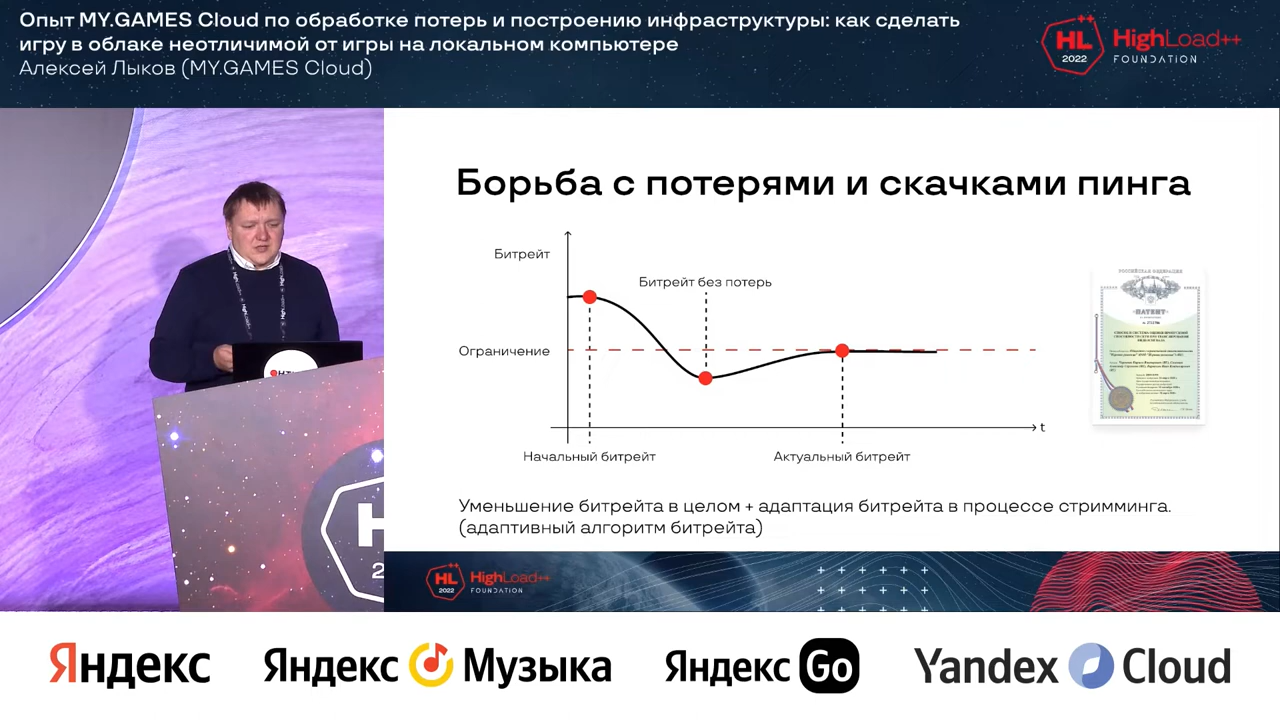 Опыт MY.GAMES Cloud по обработке потерь и построению инфраструктуры: как сделать
игру в облаке неотличимой от игры на локальном компьютере
Алексей Лыков (MY.GAMES Cloud)
HL
2022
HighLoad++
FOUNDATION
Борьба с потерями и скачками пинга
Битрейт
Битрейт без потерь
Ограничение
t
Начальный битрейт
Актуальный битрейт
РОССИЙСКАЯ ФЕДЕРАЦИЯ
ПАТЕНТ
Уменьшение битрейта в целом + адаптация битрейта в процессе стримминга.
(адаптивный алгоритм битрейта)
HL
2022
HighLoad++
FOUNDATION
Яндекс
Яндекс Музыка
Яндекс Go
Yandex Cloud